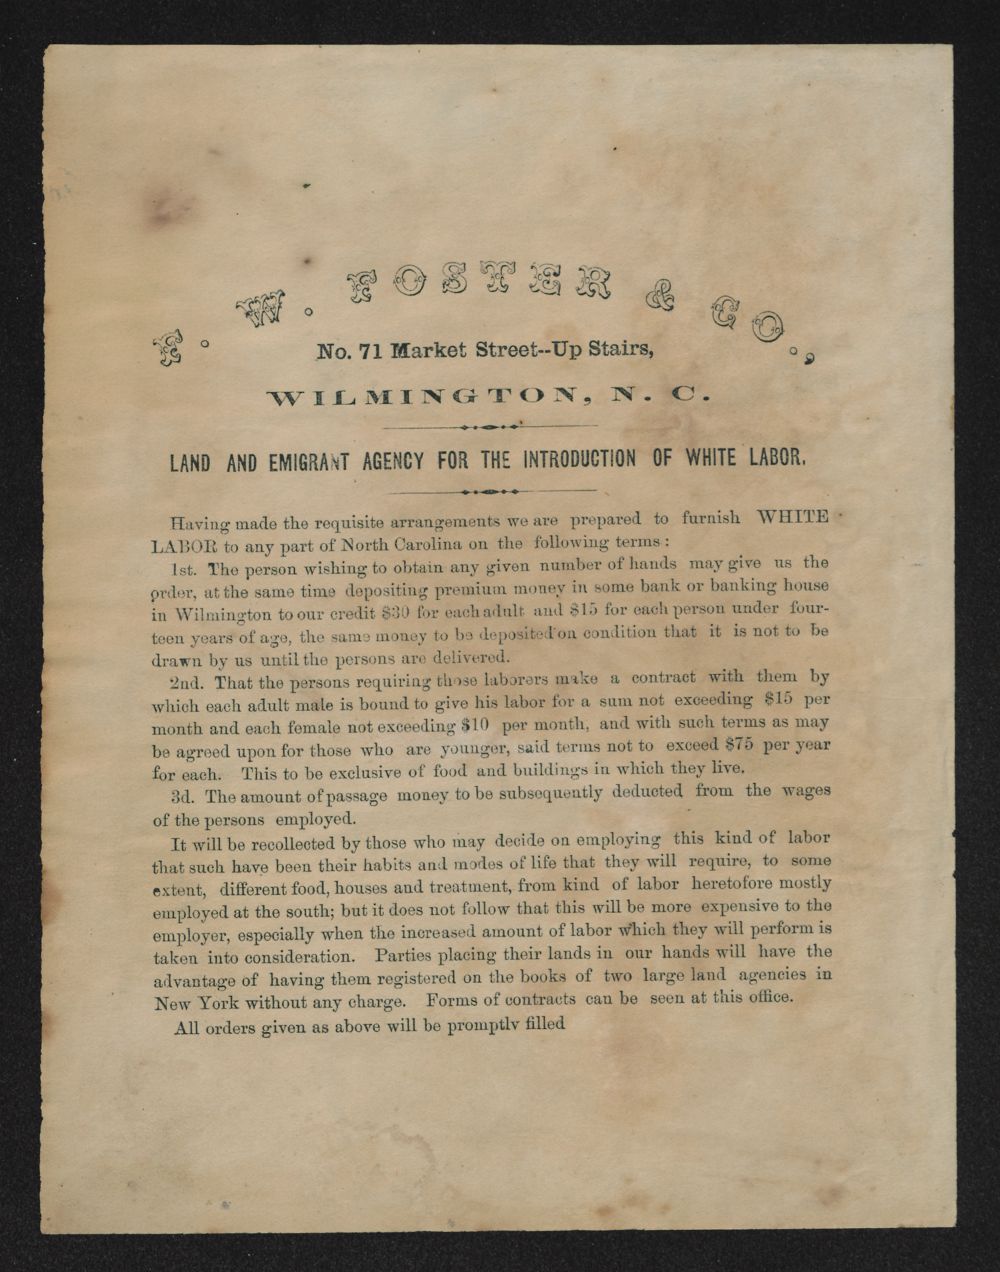 F. W. FOSTER & CO.,
No. 71 Market Street--Up Stairs,
WILMINGTON, N. C.
LAND AND EMIGRANT AGENCY FOR THE INTRODUCTION OF WHITE LABOR.
Having made the requisite arrangements we are prepared to furnish WHITE
LABOR to any part of North Carolina on the following terms:
1st. The person wishing to obtain any given number of hands may give us the
order, at the same time depositing premium money in some bank or banking house
in Wilmington to our credit $30 for each adult and $15 for each person under four-
teen years of age, the same money to be deposited on condition that it is not to be
drawn by us until the persons are delivered.
2nd. That the persons requiring those laborers make a contract with them by
which each adult male is bound to give his labor for a sum not exceeding $15 per
month and each female not exceeding $10 per month, and with such terms as may
be agreed upon for those who are younger, said terms not to exceed $75 per year
for each. This to be exclusive of food and buildings in which they live.
3d. The amount of passage money to be subsequently deducted from the wages
of the persons employed.
It will be recollected by those who may decide on employing this kind of labor
that such have been their habits and modes of life that they will require, to some
extent, different food, houses and treatment, from kind of labor heretofore mostly
employed at the south; but it does not follow that this will be more expensive to the
employer, especially when the increased amount of labor which they will perform is
taken into consideration. Parties placing their lands in our hands will have the
advantage of having them registered on the books of two large land agencies in
New York without any charge. Forms of contracts can be seen at this office.
All orders given as above will be promptly filled